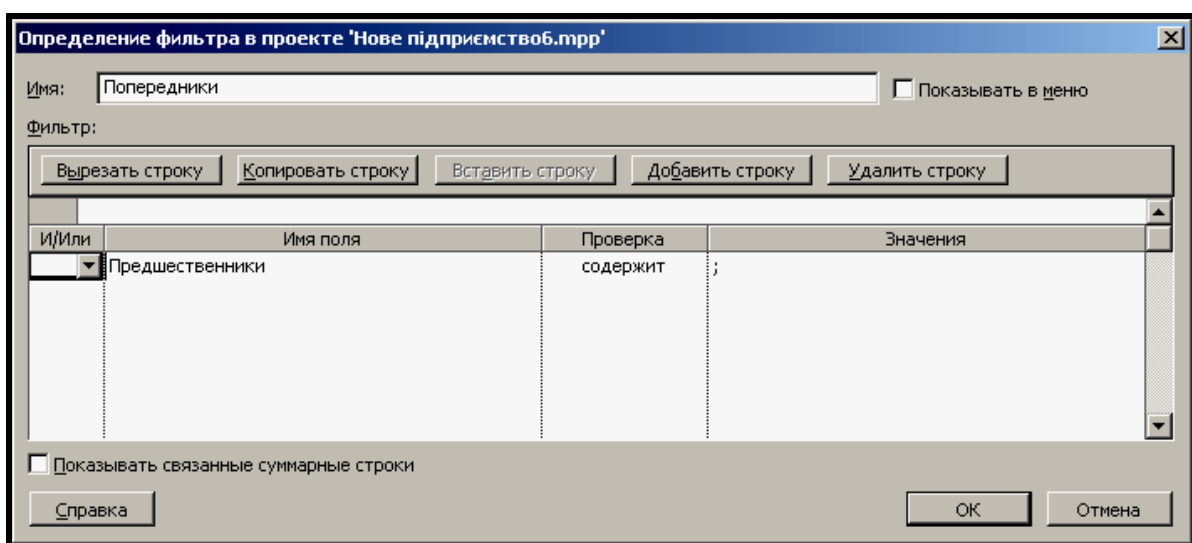 Определение фильтра в проекте 'Нове підприємство6.mpp'
Имя: Попередники Показывать в меню
Фильтр:
Вырезать строку Копировать строку Вставить строку Добавить строку Удалить строку
И/Или Имя поля Проверка Значения
Предшественники содержит ;
Показывать связанные суммарные строки
Справка ОК Отмена